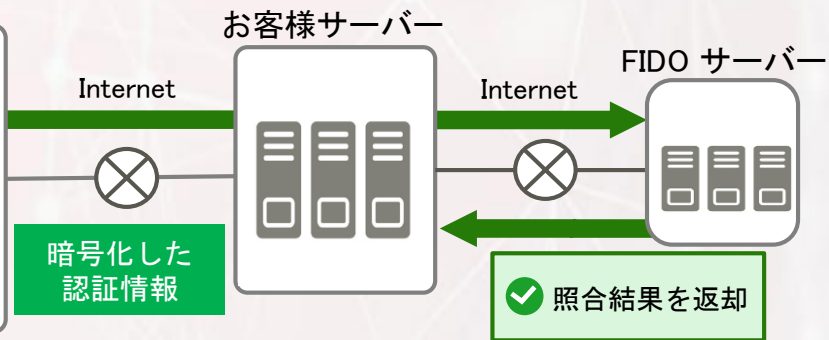 お客様サーバー
FIDO サーバー
Internet
Internet
暗号化した
認証情報
照合結果を返却